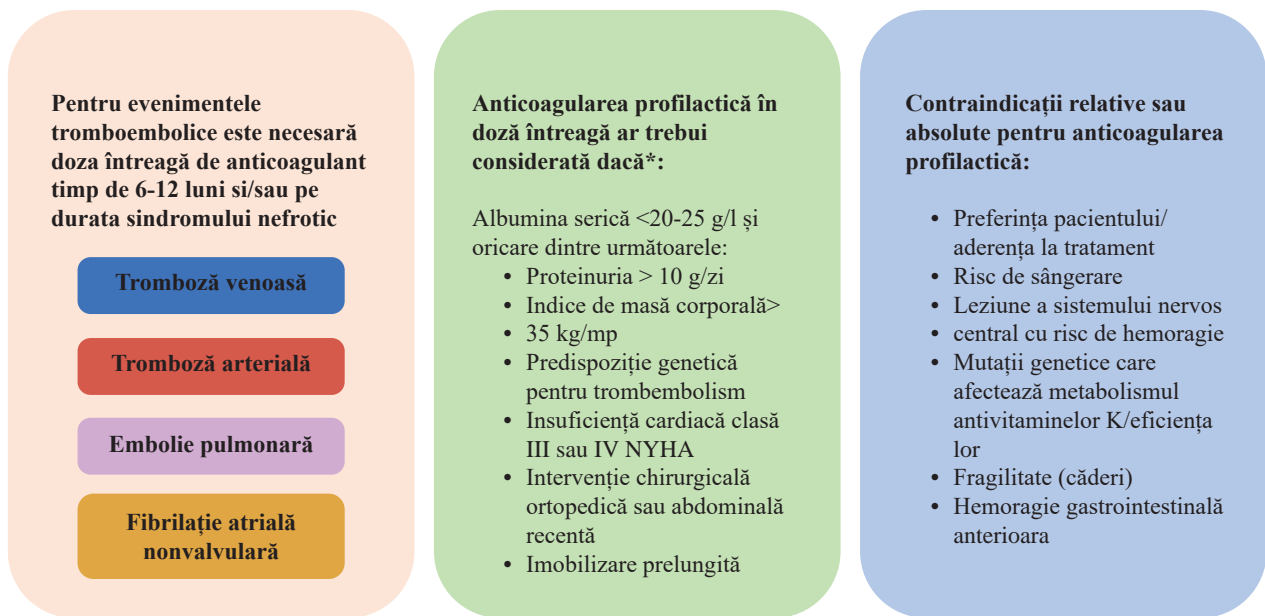 Pentru evenimentele
tromboembolice este necesară
doza întreagă de anticoagulant
timp de 6-12 luni si/sau pe
durata sindromului nefrotic
Tromboză venoasă
Tromboză arterială
Embolie pulmonară
Fibrilație atrială
nonvalvulară
Anticoagularea profilactică în
doză întreagă ar trebui
considerată dacă*:
Albumina serică <20-25 g/l și
oricare dintre următoarele:
• Proteinuria > 10 g/zi
• Indice de masă corporală>
• 35 kg/mp
• Predispoziție genetică
pentru trombembolism
• Insuficiență cardiacă clasă
III sau IV NYHA
• Intervenție chirurgicală
ortopedică sau abdominală
recentă
• Imobilizare prelungită
Contraindicații relative sau
absolute pentru anticoagularea
profilactică:
• Preferința pacientului/
aderența la tratament
• Risc de sângerare
• Leziune a sistemului nervos
• central cu risc de hemoragie
• Mutații genetice care
afectează metabolismul
antivitaminelor K/eficiența
lor
• Fragilitate (căderi)
• Hemoragie gastrointestinală
anterioara